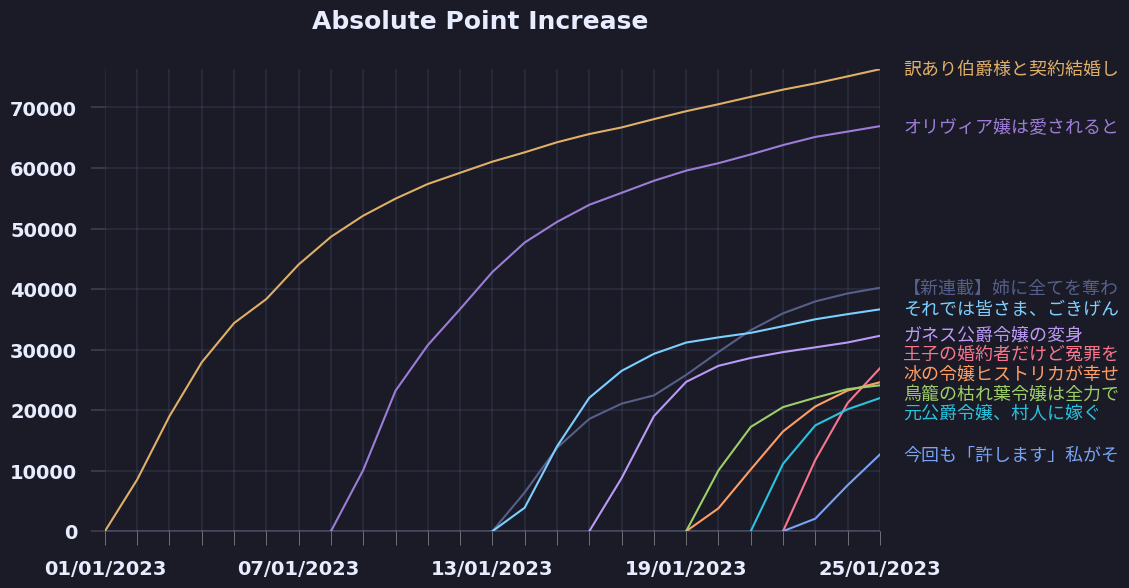 Absolute Point Increase
訳あり伯爵様と契約結婚し
70000
オリヴィア嬢は愛されると
60000
50000
40000
【新連載】姉に全てを奪わ
それでは皆さま、ごきげん
30000
ガネス公爵令嬢の変身
王子の婚約者だけど冤罪を
氷の令嬢ヒストリカが幸せ
20000
鳥籠の枯れ葉令嬢は全力で
元公爵令嬢、村人に嫁ぐ
10000
今回も「許します」私がそ
0
01/01/2023 07/01/2023 13/01/2023 19/01/2023 25/01/2023